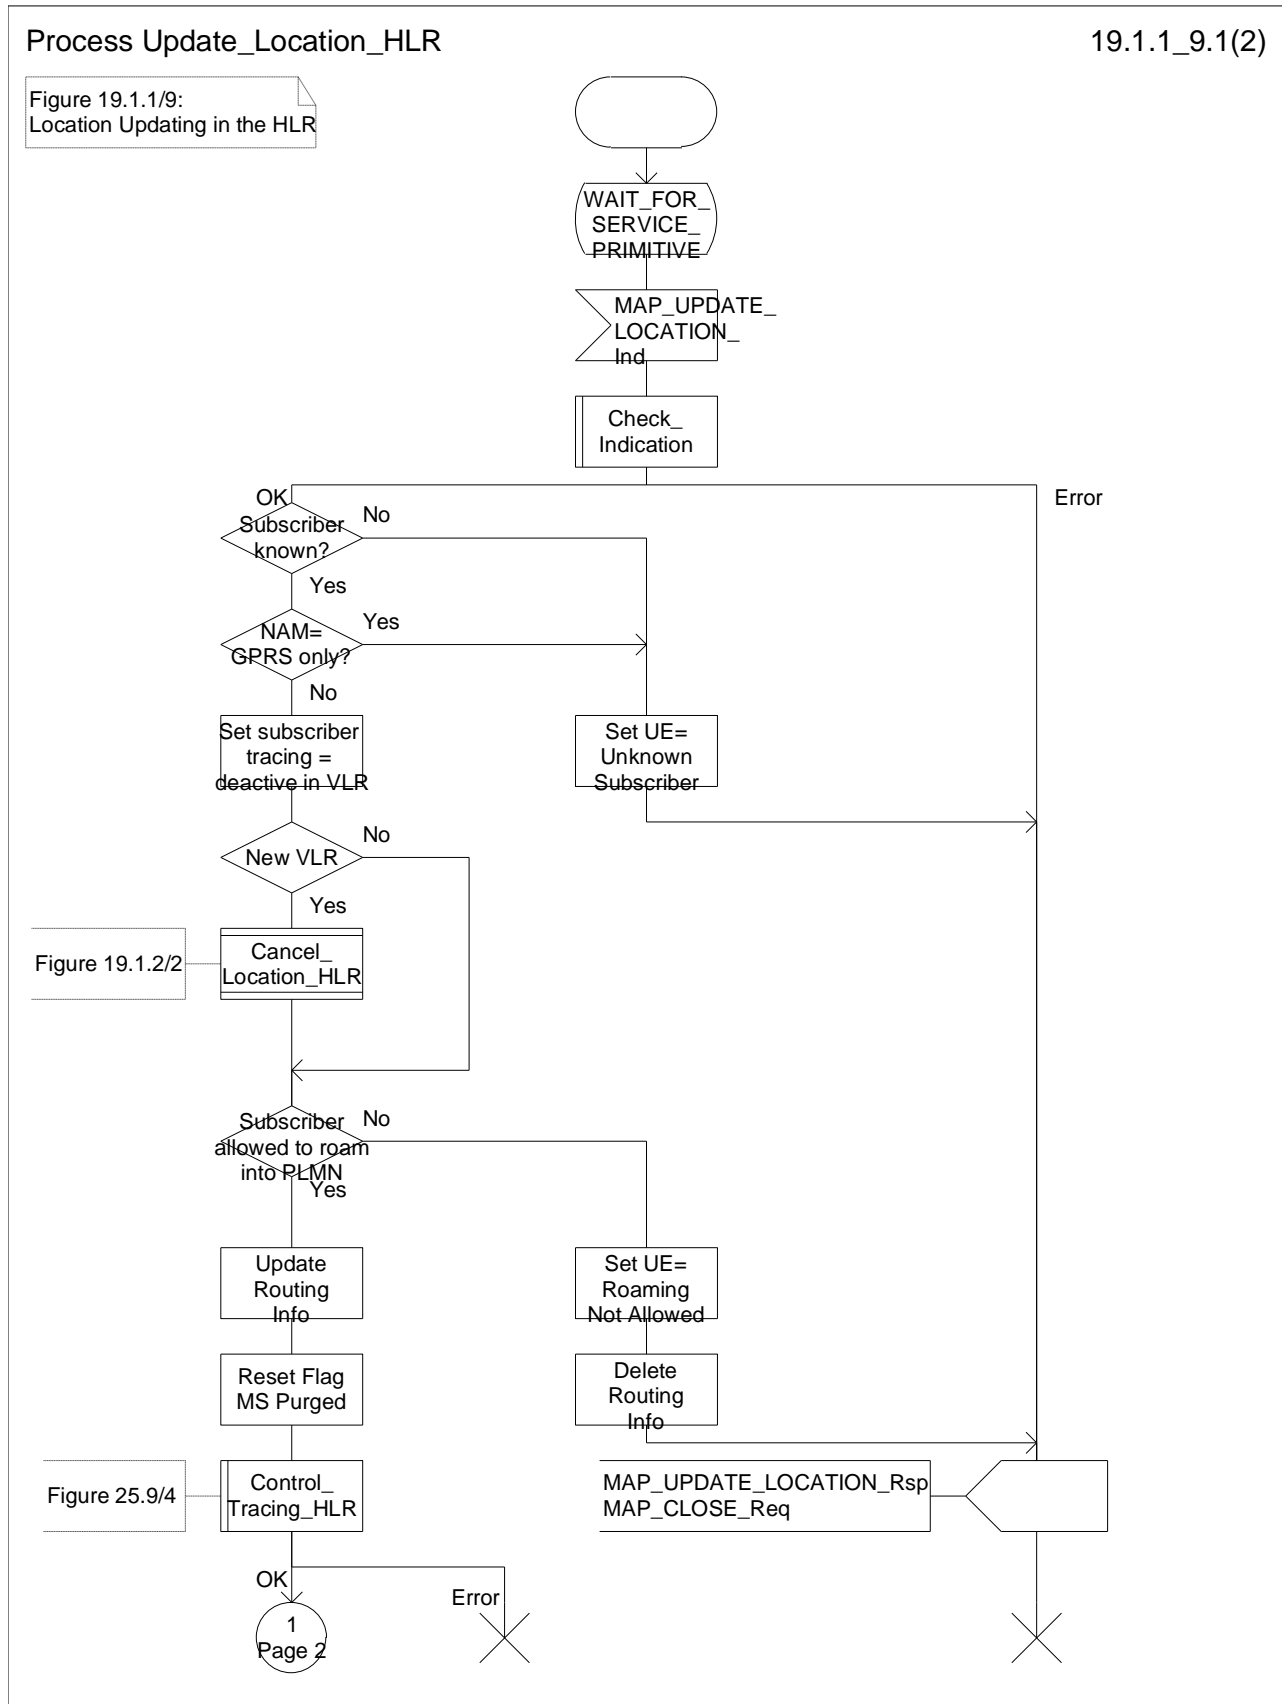 Process Update_Location_HLR
19.1.1_9.1(2)
Figure 19.1.1/9:
Location Updating in the HLR
WAIT_FOR_
SERVICE_
PRIMITIVE
MAP_UPDATE_
LOCATION_
Ind
Check_
Indication
OK
Error
Subscriber
known?
No
Yes
NAM=
GPRS only?
Yes
No
Set subscriber
tracing =
deactive in VLR
Set UE=
Unknown
Subscriber
New VLR
No
Yes
Figure 19.1.2/2
Cancel_
Location_HLR
Subscriber
allowed to roam
into PLMN
No
Yes
Update
Routing
Info
Set UE=
Roaming
Not Allowed
Reset Flag
MS Purged
Delete
Routing
Info
Figure 25.9/4
Control_
Tracing_HLR
MAP_UPDATE_LOCATION_Rsp
MAP_CLOSE_Req
OK
Error
1
Page 2